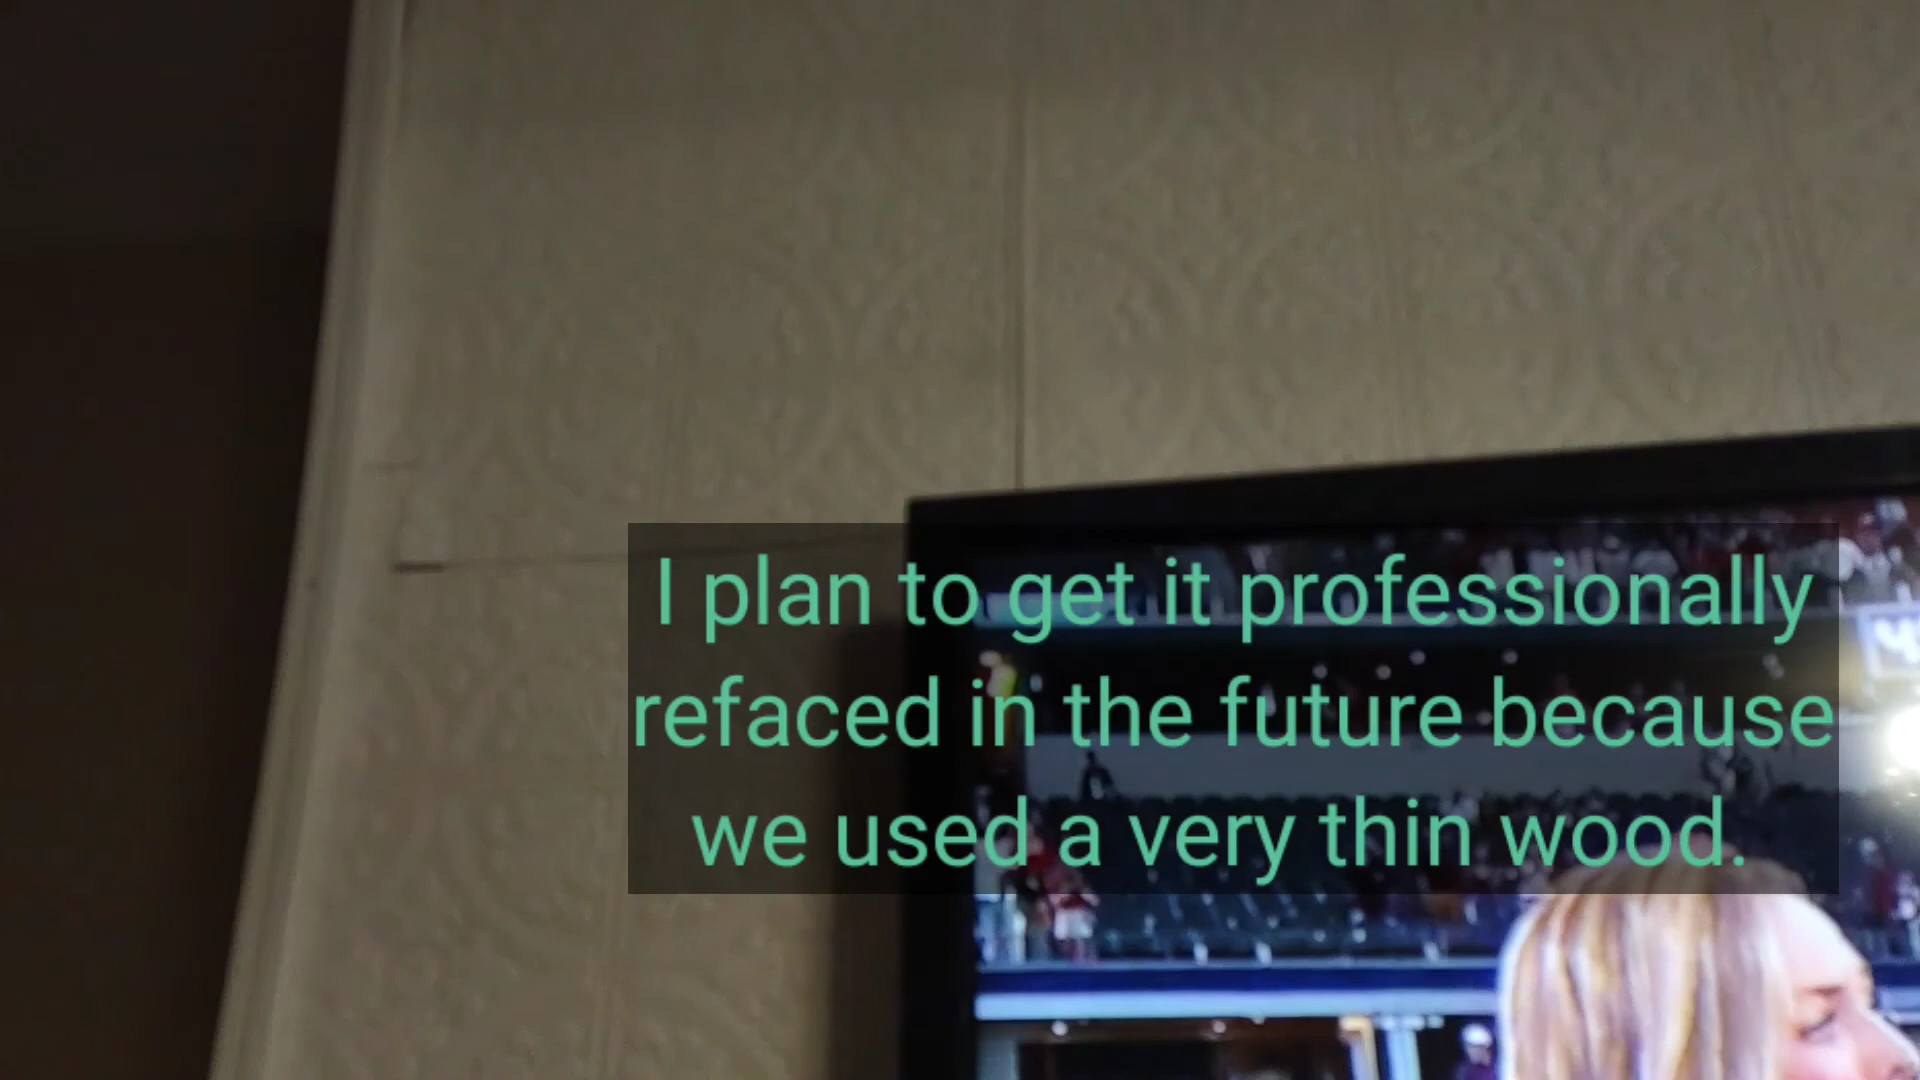 I plan to get it professionally
refaced in the future because
we used a very thin wood.